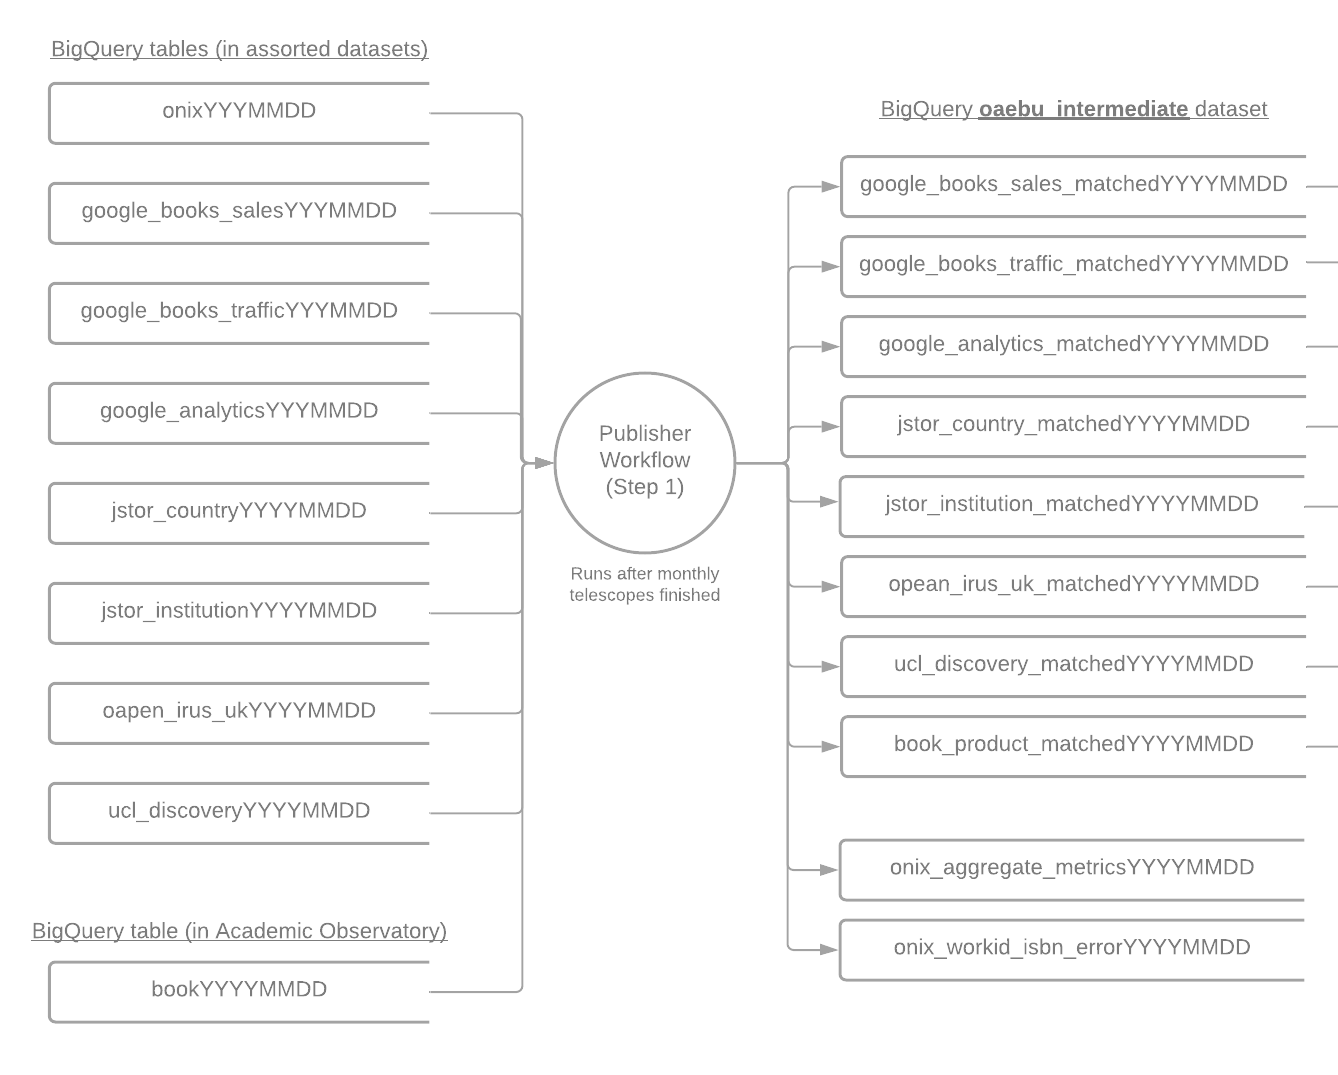 BigQuery tables (in assorted datasets)
onixYYYMMDD
google_books_salesYYYMMDD
google_books_trafficYYYMMDD
google_analyticsYYYMMDD
jstor_countryYYYYMMDD
jstor_institutionYYYYMMDD
oapen_irus_ukYYYYMMDD
ucl_discoveryYYYYMMDD
BigQuery table (in Academic Observatory)
bookYYYYMMDD
Publisher
Workflow
(Step 1)
Runs after monthly
telescopes finished
BigQuery oaebu_intermediate dataset
google_books_sales_matchedYYYYMMDD
google_books_traffic_matchedYYYYMMDD
google_analytics_matchedYYYYMMDD
jstor_country_matchedYYYYMMDD
jstor_institution_matchedYYYYMMDD
opean_irus_uk_matchedYYYYMMDD
ucl_discovery_matchedYYYYMMDD
book_product_matchedYYYYMMDD
onix_aggregate_metricsYYYYMMDD
onix_workid_isbn_errorYYYYMMDD